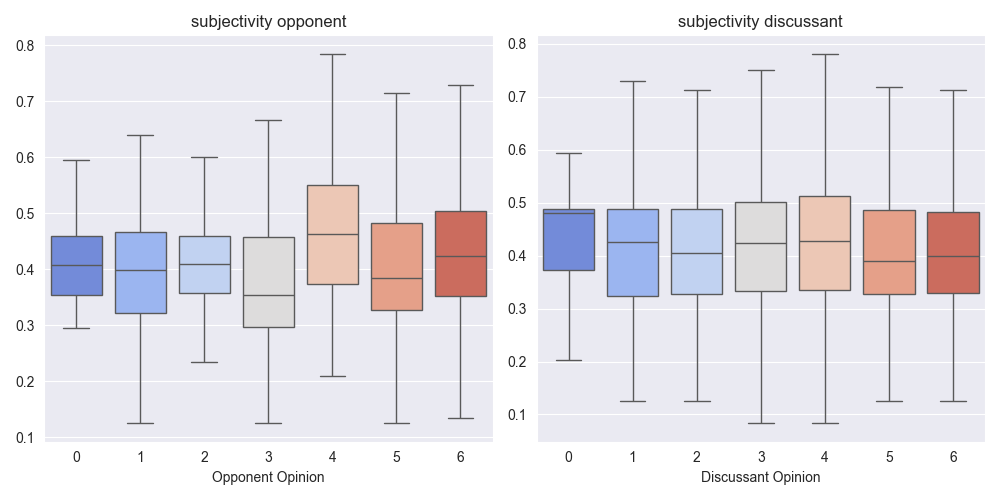 subjectivity opponent
0.8
0.7
0.6
0.5
0.4
0.3
0.2
0.1
0 1 2 3 4 5 6
Opponent Opinion
subjectivity discussant
0.8
0.7
0.6
0.5
0.4
0.3
0.2
0.1
0 1 2 3 4 5 6
Discussant Opinion